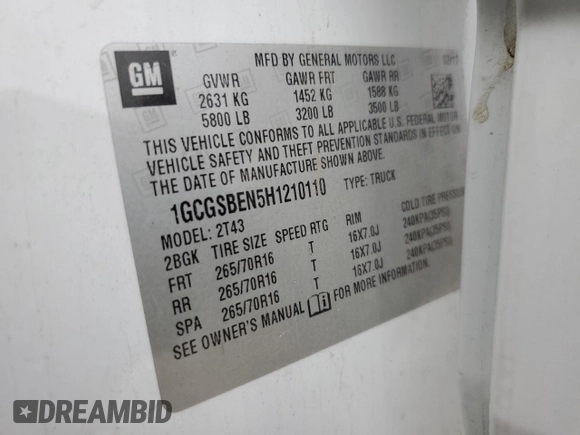 GM
MFD BY GENERAL MOTORS LLC
GVWR GAWR FRT GAWR RR
2631 KG 1452 KG 1588 KG
5800 LB 3200 LB 3500 LB
THIS VEHICLE CONFORMS TO ALL APPLICABLE U.S. FEDERAL MOTOR
VEHICLE SAFETY AND THEFT PREVENTION STANDARDS IN EFFECT ON
THE DATE OF MANUFACTURE SHOWN ABOVE.
1GCGSBEN5H1210110 TYPE: TRUCK
MODEL: 2T43
2BGK TIRE SIZE SPEED RTG RIM COLD TIRE PRESSURE
FRT 265/70R16 T 16X7.0J 240KPA(35PSI)
RR 265/70R16 T 16X7.0J 240KPA(35PSI)
SPA 265/70R16 T 16X7.0J 240KPA(35PSI)
SEE OWNER'S MANUAL FOR MORE INFORMATION.
DREAMBID